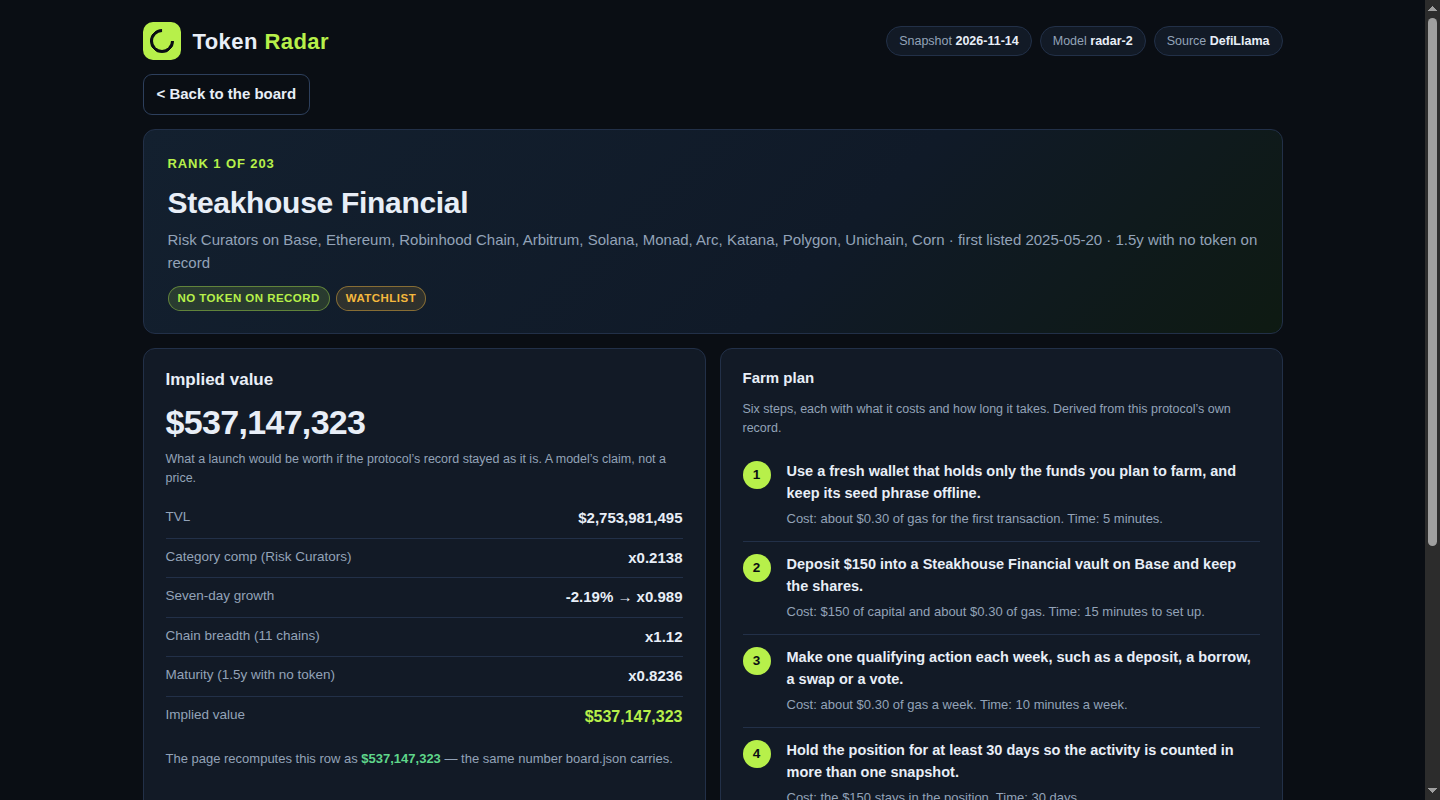 Token Radar
Snapshot 2026-11-14
Model radar-2
Source DefiLlama
< Back to the board
RANK 1 OF 203
Steakhouse Financial
Risk Curators on Base, Ethereum, Robinhood Chain, Arbitrum, Solana, Monad, Arc, Katana, Polygon, Unichain, Corn · first listed 2025-05-20 · 1.5y with no token on
record
NO TOKEN ON RECORD
WATCHLIST
Implied value
$537,147,323
What a launch would be worth if the protocol's record stayed as it is. A model's claim, not a
price.
TVL $2,753,981,495
Category comp (Risk Curators) x0.2138
Seven-day growth -2.19% → x0.989
Chain breadth (11 chains) x1.12
Maturity (1.5y with no token) x0.8236
Implied value $537,147,323
The page recomputes this row as $537,147,323 — the same number board.json carries.
Farm plan
Six steps, each with what it costs and how long it takes. Derived from this protocol's own
record.
1 Use a fresh wallet that holds only the funds you plan to farm, and
keep its seed phrase offline.
Cost: about $0.30 of gas for the first transaction. Time: 5 minutes.
2 Deposit $150 into a Steakhouse Financial vault on Base and keep
the shares.
Cost: $150 of capital and about $0.30 of gas. Time: 15 minutes to set up.
3 Make one qualifying action each week, such as a deposit, a borrow,
a swap or a vote.
Cost: about $0.30 of gas a week. Time: 10 minutes a week.
4 Hold the position for at least 30 days so the activity is counted in
more than one snapshot.
Cost: the $150 stays in the position. Time: 30 days.